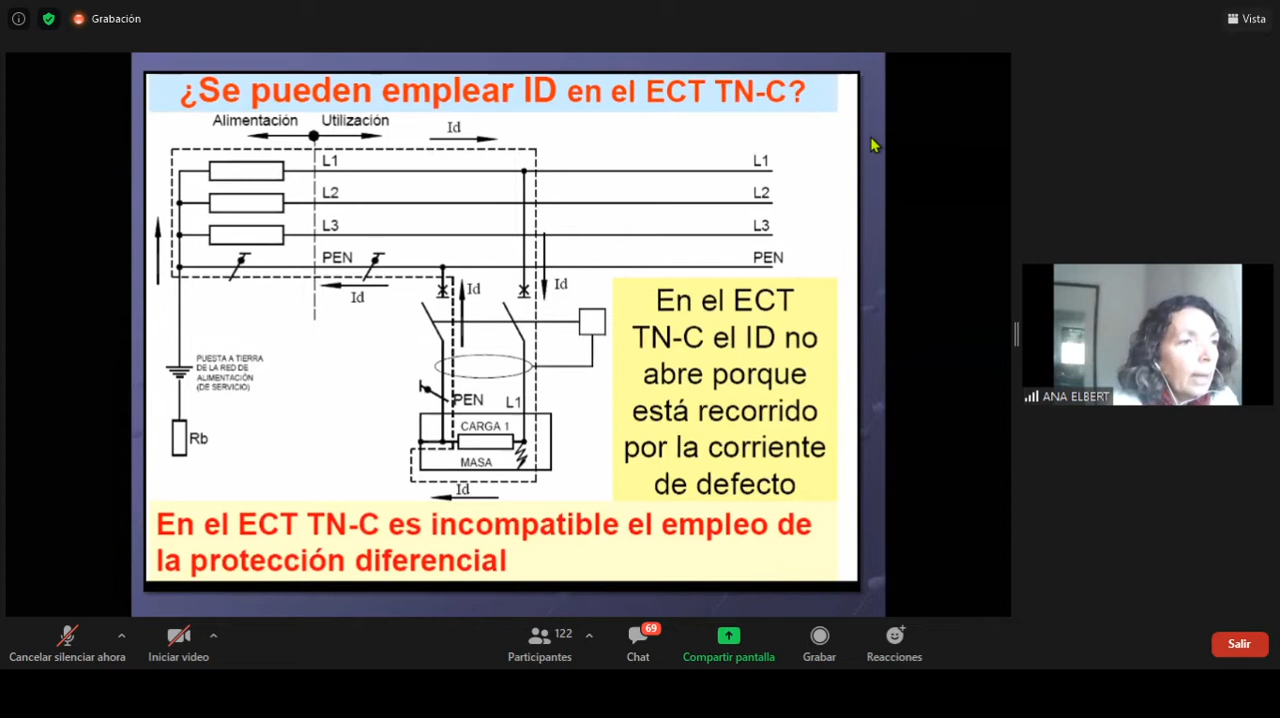 Grabación
Vista
¿Se pueden emplear ID en el ECT TN-C?
Alimentación Utilización
Id
L1 L1
L2 L2
L3 L3
PEN PEN
Id
Id
Id
PUESTA A TIERRA
DE LA RED DE
ALIMENTACIÓN
(DE SERVICIO)
Rb
PEN L1
CARGA 1
MASA
Id
En el ECT
TN-C el ID no
abre porque
está recorrido
por la corriente
de defecto
En el ECT TN-C es incompatible el empleo de
la protección diferencial
ANA ELBERT
Cancelar silenciar ahora
Iniciar video
122
Participantes
69
Chat
Compartir pantalla
Grabar
Reacciones
Salir